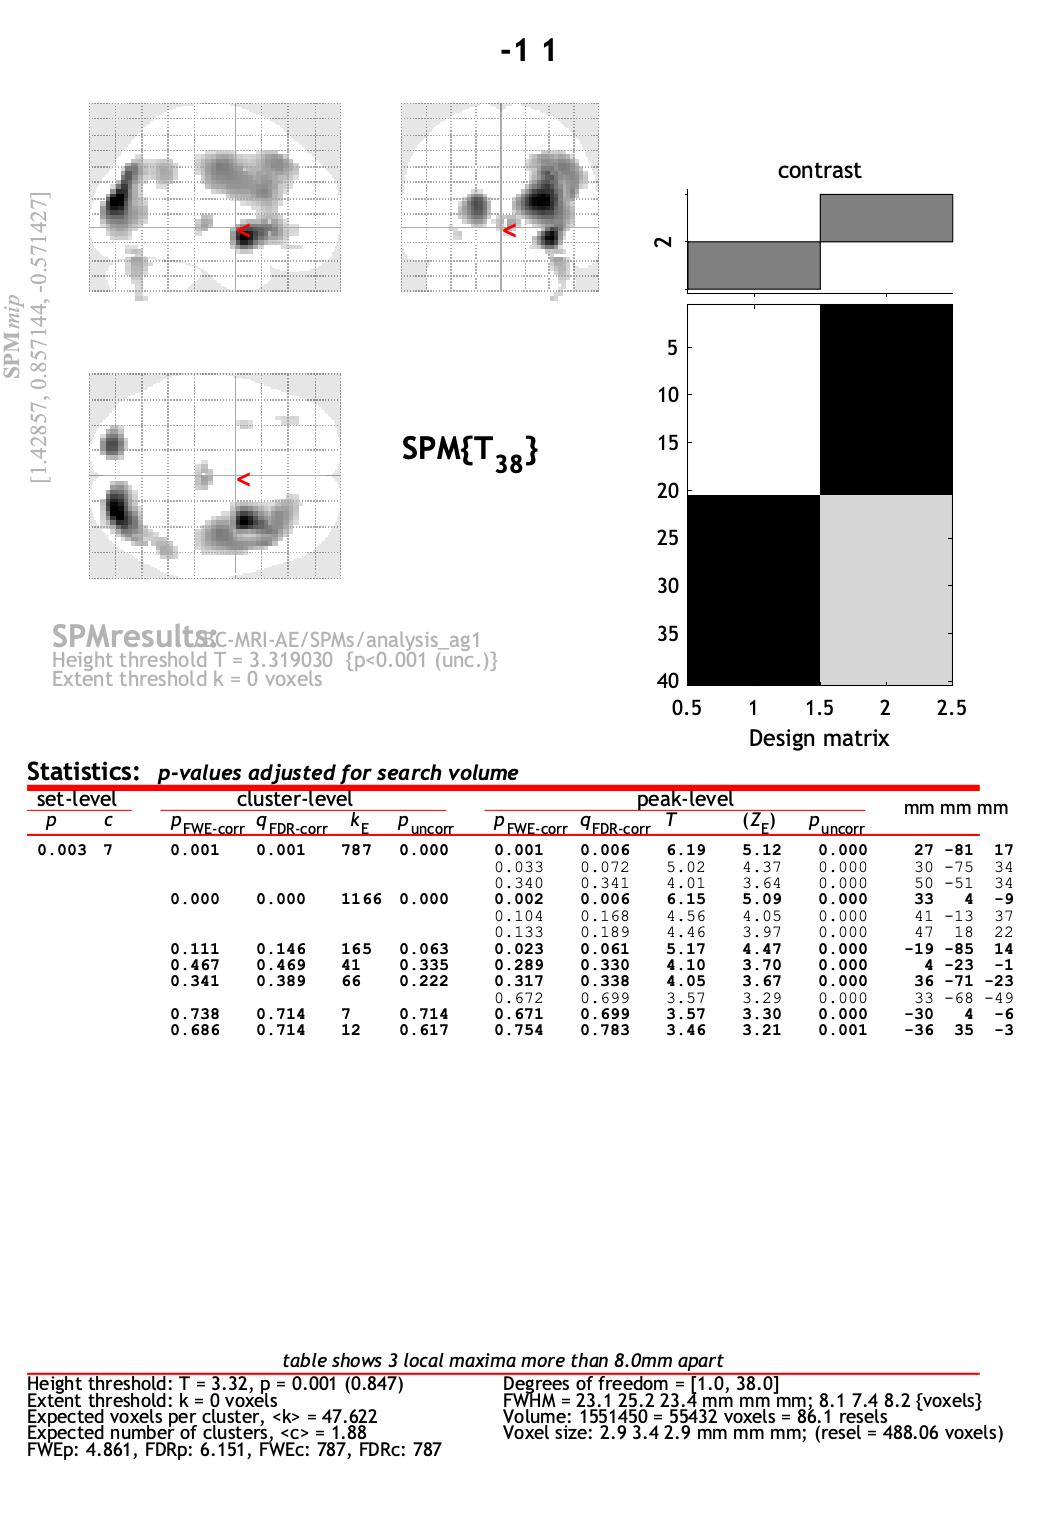 -1 1
contrast
2
SPMmip
[1.42857, 0.857144, -0.571427]
<
<
<
SPM{T38}
5
10
15
20
25
30
35
40
0.5 1 1.5 2 2.5
Design matrix
SPMresults: -MRI-AE/SPMs/analysis_ag1
Height threshold T = 3.319030 {p<0.001 (unc.)}
Extent threshold k = 0 voxels
Statistics: p-values adjusted for search volume
set-level cluster-level peak-level mm mm mm
p c pFWE-corr qFDR-corr kE puncorr pFWE-corr qFDR-corr T (ZE) puncorr
0.003 7 0.001 0.001 787 0.000 0.001 0.006 6.19 5.12 0.000 27 -81 17
0.033 0.072 5.02 4.37 0.000 30 -75 34
0.340 0.341 4.01 3.64 0.000 50 -51 34
0.000 0.000 1166 0.000 0.002 0.006 6.15 5.09 0.000 33 4 -9
0.104 0.168 4.56 4.05 0.000 41 -13 37
0.133 0.189 4.46 3.97 0.000 47 18 22
0.111 0.146 165 0.063 0.023 0.061 5.17 4.47 0.000 -19 -85 14
0.467 0.469 41 0.335 0.289 0.330 4.10 3.70 0.000 4 -23 -1
0.341 0.389 66 0.222 0.317 0.338 4.05 3.67 0.000 36 -71 -23
0.672 0.699 3.57 3.29 0.000 33 -68 -49
0.738 0.714 7 0.714 0.671 0.699 3.57 3.30 0.000 -30 4 -6
0.686 0.714 12 0.617 0.754 0.783 3.46 3.21 0.001 -36 35 -3
table shows 3 local maxima more than 8.0mm apart
Height threshold: T = 3.32, p = 0.001 (0.847)
Extent threshold: k = 0 voxels
Expected voxels per cluster, <k> = 47.622
Expected number of clusters, <c> = 1.88
FWEp: 4.861, FDRp: 6.151, FWEc: 787, FDRc: 787
Degrees of freedom = [1.0, 38.0]
FWHM = 23.1 25.2 23.4 mm mm mm; 8.1 7.4 8.2 {voxels}
Volume: 1551450 = 55432 voxels = 86.1 resels
Voxel size: 2.9 3.4 2.9 mm mm mm; (resel = 488.06 voxels)